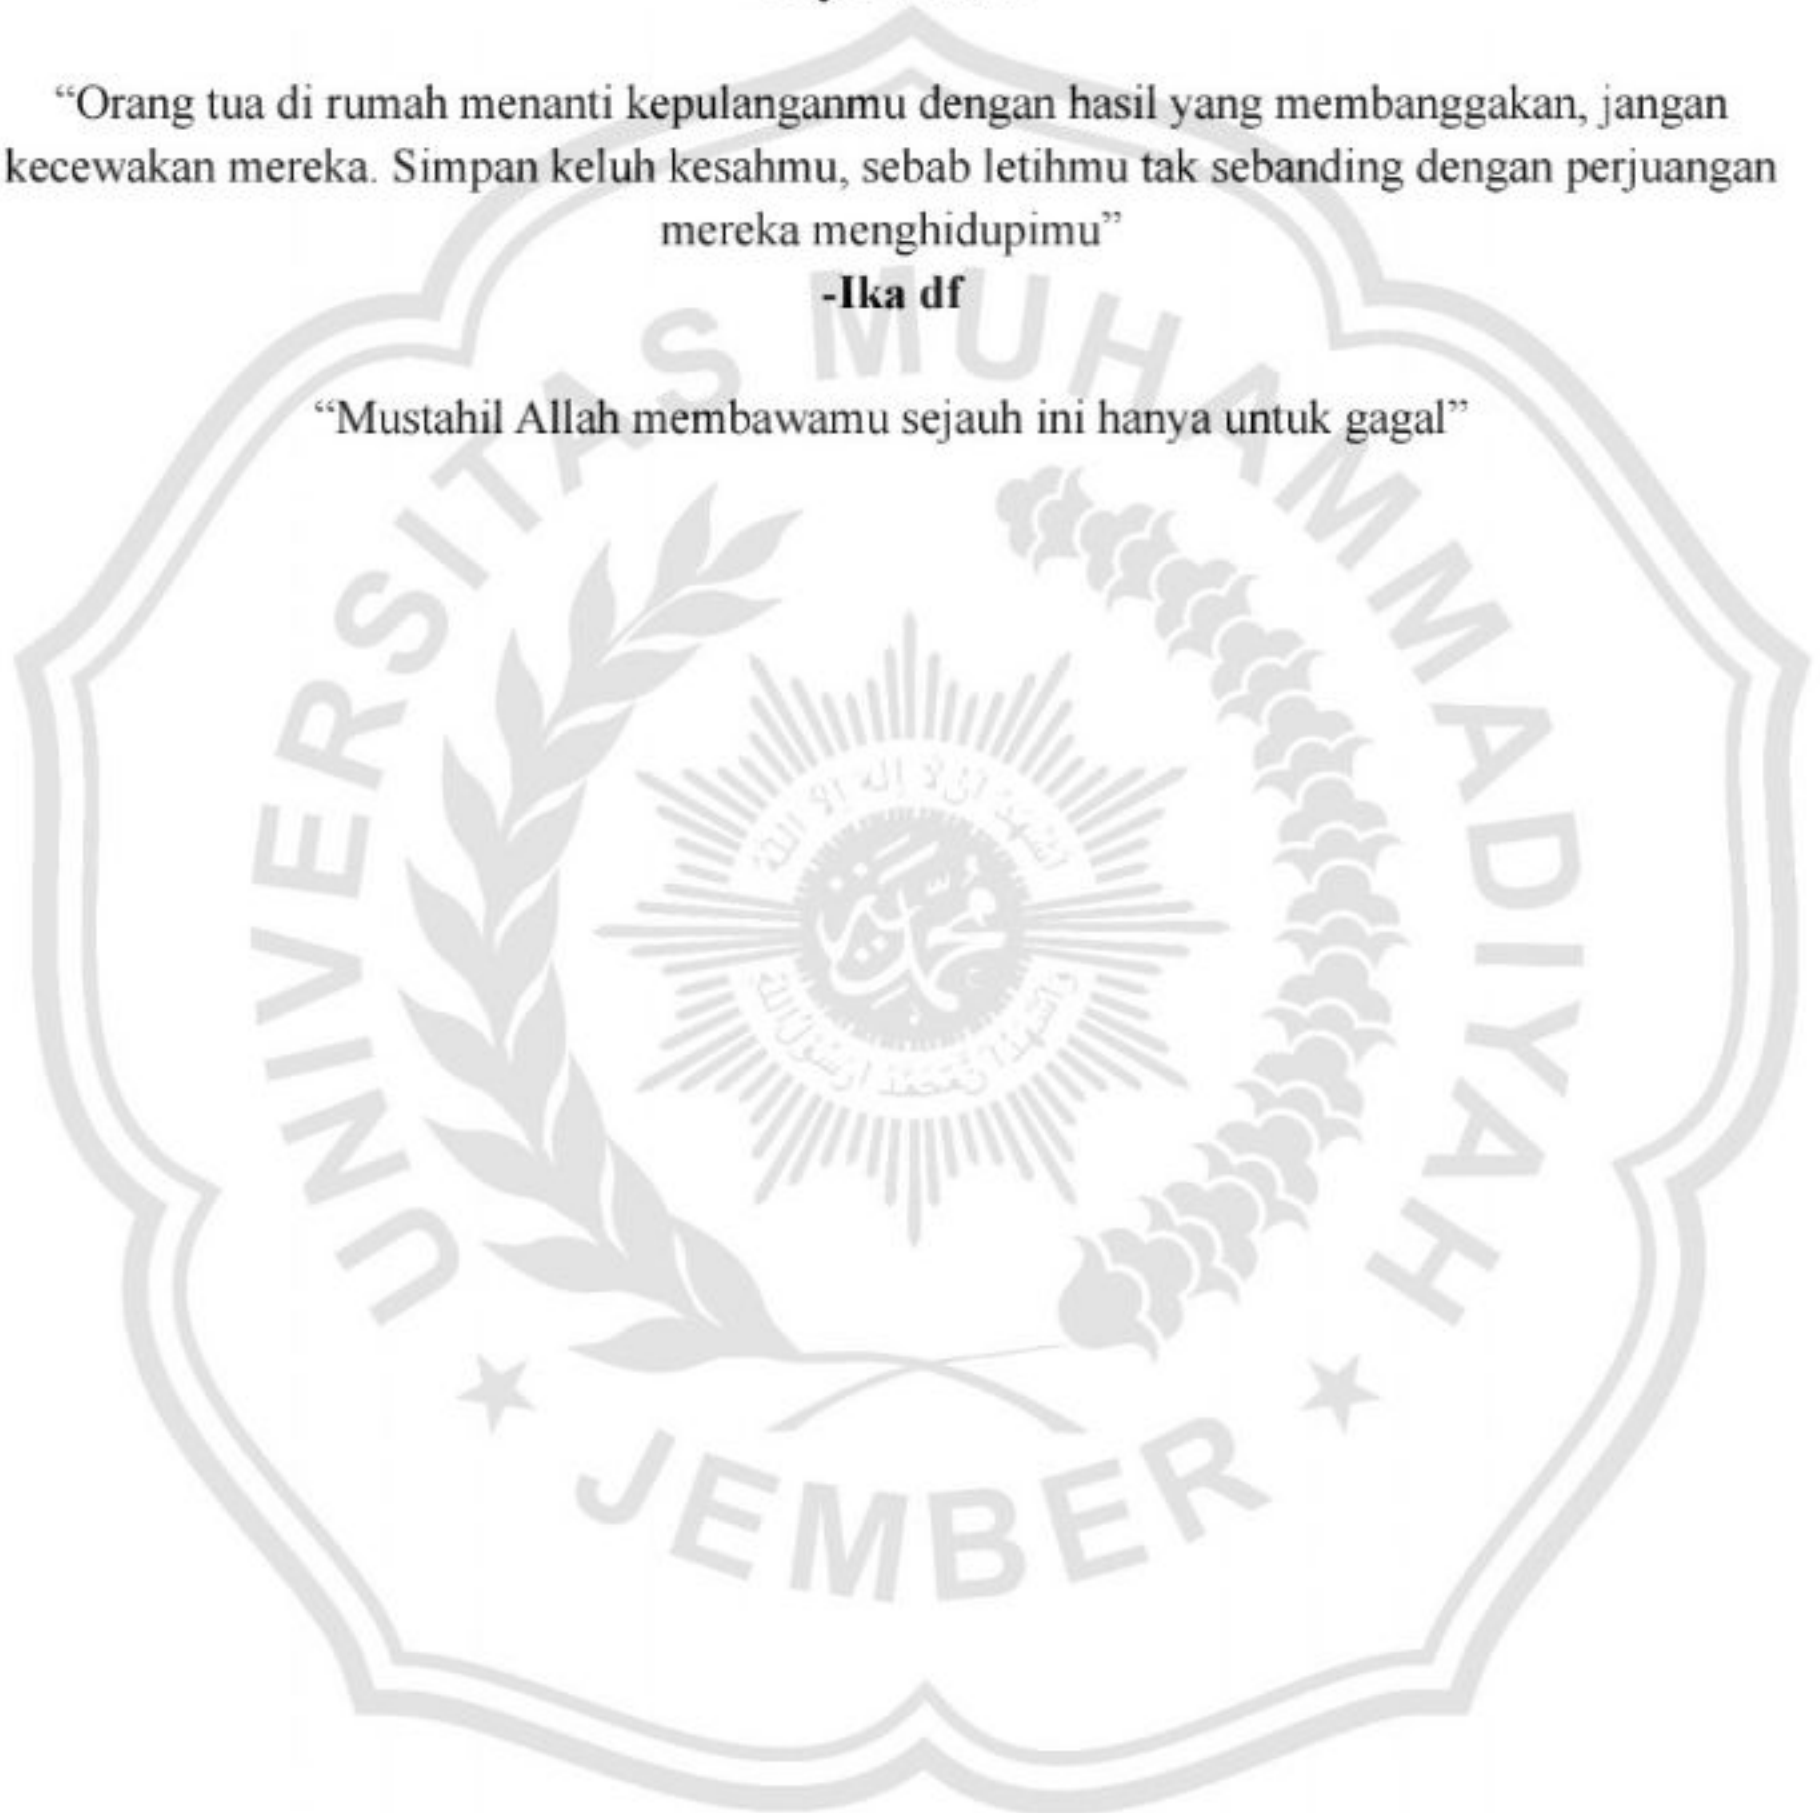 “Orang tua di rumah menanti kepulanganmu dengan hasil yang membanggakan, jangan
kecewakan mereka. Simpan keluh kesahmu, sebab letihmu tak sebanding dengan perjuangan
mereka menghidupimu”
-Ika df
“Mustahil Allah membawamu sejauh ini hanya untuk gagal”
UNIVERSITAS MUHAMMADIYAH
JEMBER